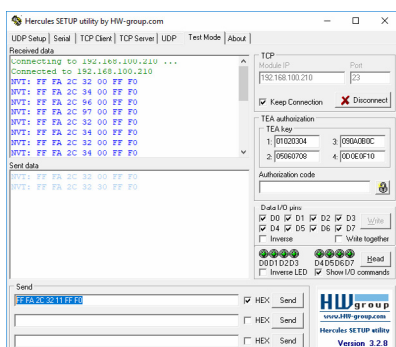 Hercules SETUP utility by HW-group.com
UDP Setup Serial TCP Client TCP Server UDP Test Mode About
Received data
Connecting to 192.168.100.210 ...
Connected to 192.168.100.210
NVT: FF FA 2C 32 00 FF F0
NVT: FF FA 2C 34 00 FF F0
NVT: FF FA 2C 96 00 FF F0
NVT: FF FA 2C 97 00 FF F0
NVT: FF FA 2C 32 00 FF F0
NVT: FF FA 2C 34 00 FF F0
NVT: FF FA 2C 32 00 FF F0
NVT: FF FA 2C 34 00 FF F0
Sent data
NVT: FF FA 2C 32 00 FF F0
NVT: FF FA 2C 32 30 FF F0
TCP
Module IP Port
192.168.100.210 23
Keep Connection Disconnect
TEA authorization
TEA key
1: 01020304 3: 090A0B0C
2: 05060708 4: 0D0E0F10
Authorization code
Data I/O pins
D0 D1 D2 D3 Write
D4 D5 D6 D7
Inverse Write together
D0D1D2D3 D4D5D6D7 Read
Inverse LED Show I/O commands
Send
FF FA 2C 32 11 FF F0 HEX Send
HEX Send
HEX Send
HW group
www.HW-group.com
Hercules SETUP utility
Version 3.2.8